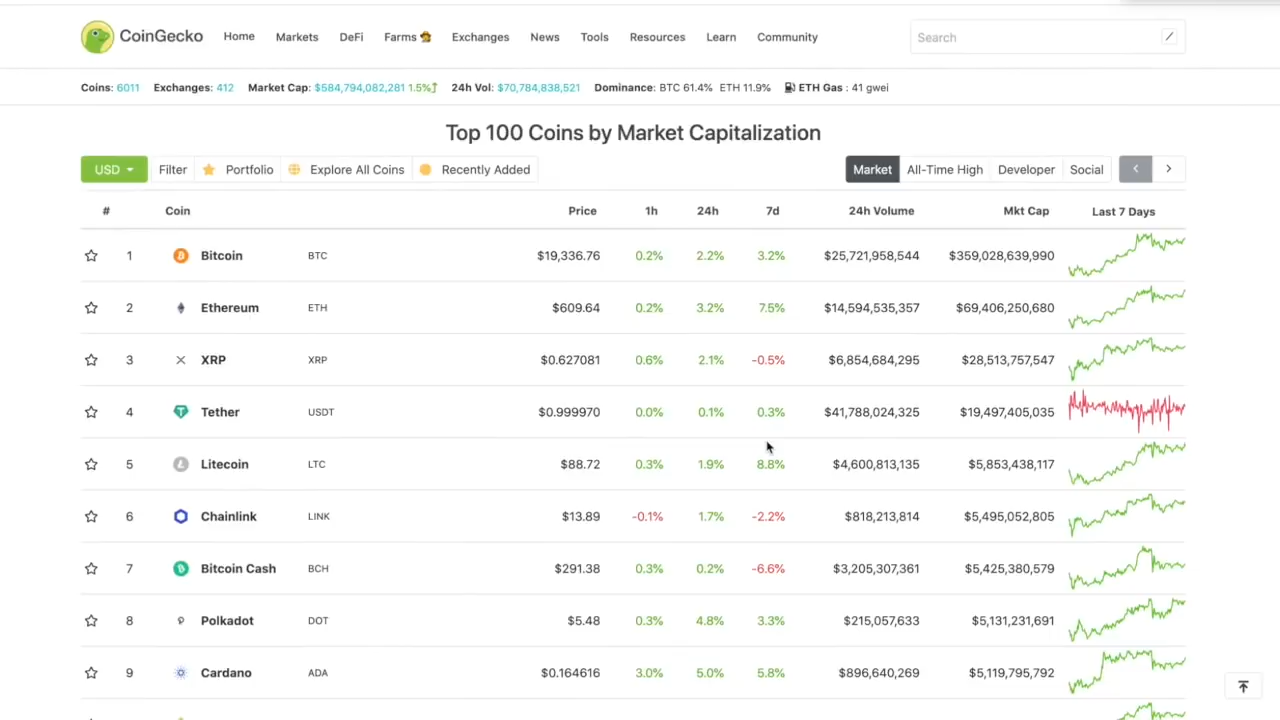 CoinGecko Home Markets DeFi Farms Exchanges News Tools Resources Learn Community Search /
Coins: 6011 Exchanges: 412 Market Cap: $584,794,082,281 1.5% 24h Vol: $70,784,838,521 Dominance: BTC 61.4% ETH 11.9% ETH Gas : 41 gwei
Top 100 Coins by Market Capitalization
USD Filter Portfolio Explore All Coins Recently Added Market All-Time High Developer Social
# Coin Price 1h 24h 7d 24h Volume Mkt Cap Last 7 Days
1 Bitcoin BTC $19,336.76 0.2% 2.2% 3.2% $25,721,958,544 $359,028,639,990
2 Ethereum ETH $609.64 0.2% 3.2% 7.5% $14,594,535,357 $69,406,250,680
3 XRP XRP $0.627081 0.6% 2.1% -0.5% $6,854,684,295 $28,513,757,547
4 Tether USDT $0.999970 0.0% 0.1% 0.3% $41,788,024,325 $19,497,405,035
5 Litecoin LTC $88.72 0.3% 1.9% 8.8% $4,600,813,135 $5,853,438,117
6 Chainlink LINK $13.89 -0.1% 1.7% -2.2% $818,213,814 $5,495,052,805
7 Bitcoin Cash BCH $291.38 0.3% 0.2% -6.6% $3,205,307,361 $5,425,380,579
8 Polkadot DOT $5.48 0.3% 4.8% 3.3% $215,057,633 $5,131,231,691
9 Cardano ADA $0.164616 3.0% 5.0% 5.8% $896,640,269 $5,119,795,792